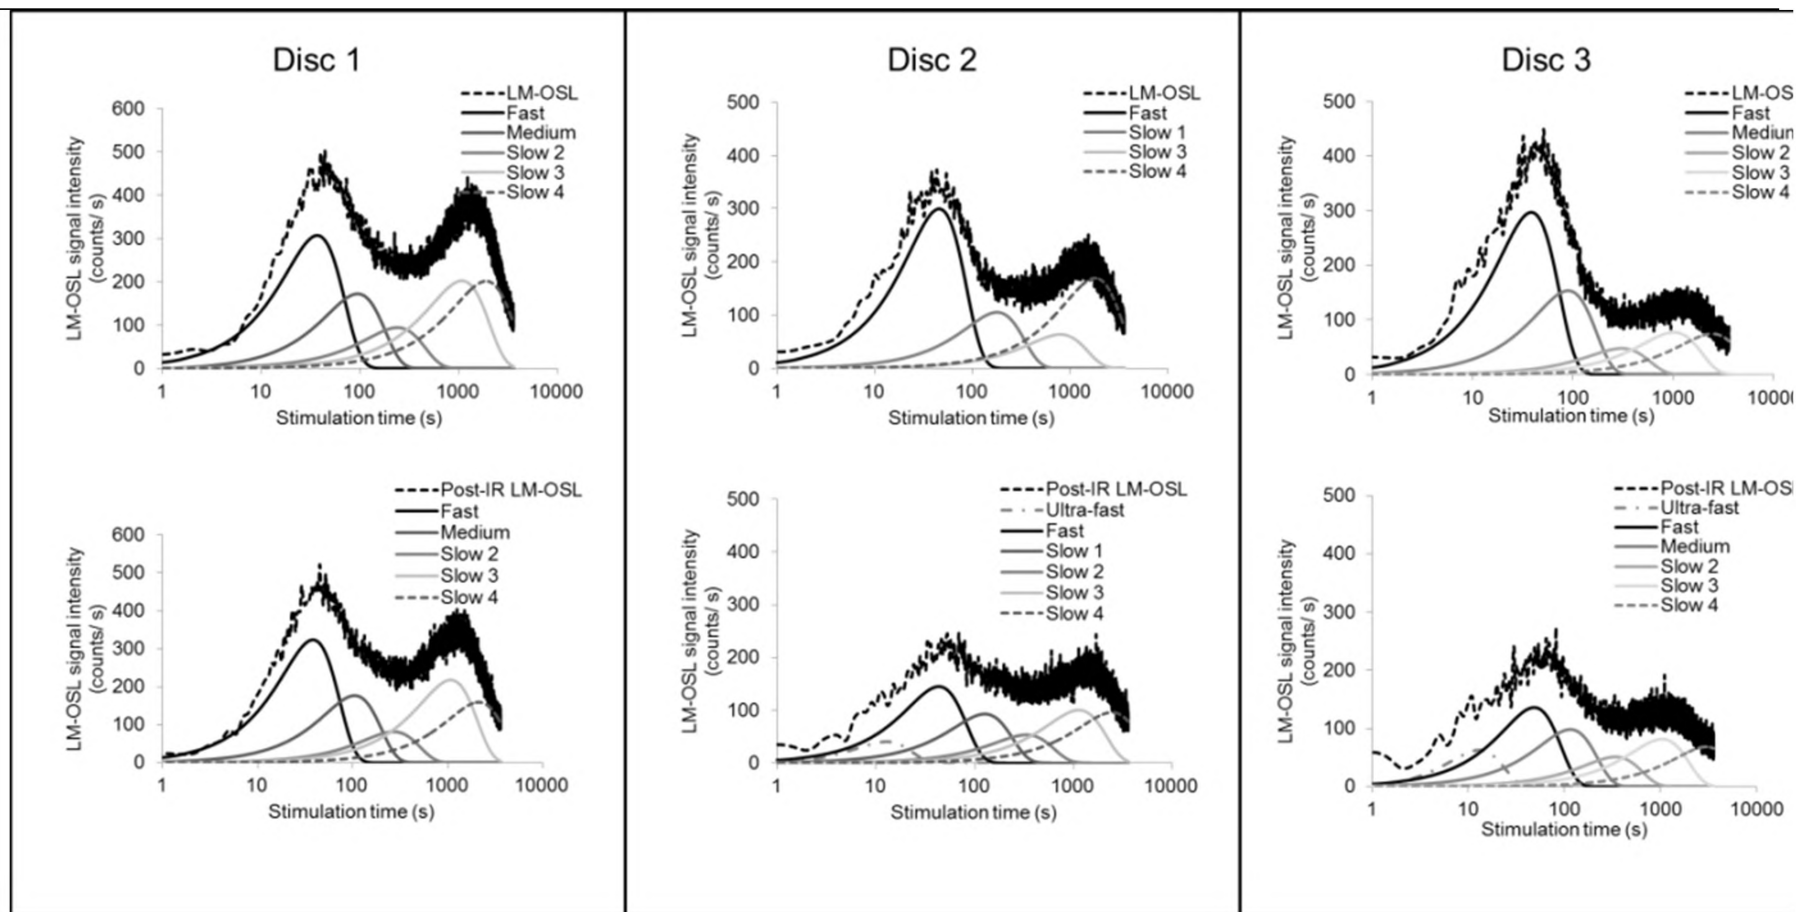 Disc 1
LM-OSL
Fast
Medium
Slow 2
Slow 3
Slow 4
600
500
400
300
200
100
0
LM-OSL signal intensity
(counts/ s)
1 10 100 1000 10000
Stimulation time (s)
Post-IR LM-OSL
Fast
Medium
Slow 2
Slow 3
Slow 4
600
500
400
300
200
100
0
LM-OSL signal intensity
(counts/ s)
1 10 100 1000 10000
Stimulation time (s)
Disc 2
LM-OSL
Fast
Slow 1
Slow 3
Slow 4
500
400
300
200
100
0
LM-OSL signal intensity
(counts/ s)
1 10 100 1000 10000
Stimulation time (s)
Post-IR LM-OSL
Ultra-fast
Fast
Slow 1
Slow 2
Slow 3
Slow 4
500
400
300
200
100
0
LM-OSL signal intensity
(counts/ s)
1 10 100 1000 10000
Stimulation time (s)
Disc 3
LM-OS
Fast
Mediun
Slow 2
Slow 3
Slow 4
500
400
300
200
100
0
LM-OSL signal intensity
(counts/ s)
1 10 100 1000 1000
Stimulation time (s)
Post-IR LM-OS
Ultra-fast
Fast
Medium
Slow 2
Slow 3
Slow 4
500
400
300
200
100
0
LM-OSL signal intensity
(counts/ s)
1 10 100 1000 10000
Stimulation time (s)